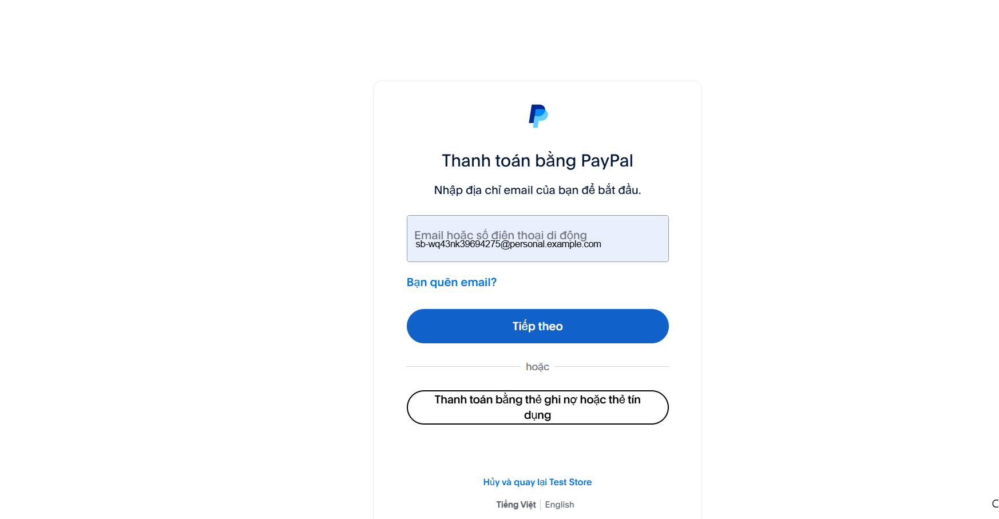 Thanh toán bằng PayPal
Nhập địa chỉ email của bạn để bắt đầu.
Email hoặc số điện thoại di động
sb-wq43nk39694275@personal.example.com
Bạn quên email?
Tiếp theo
hoặc
Thanh toán bằng thẻ ghi nợ hoặc thẻ tín
dụng
Hủy và quay lại Test Store
Tiếng Việt English
C